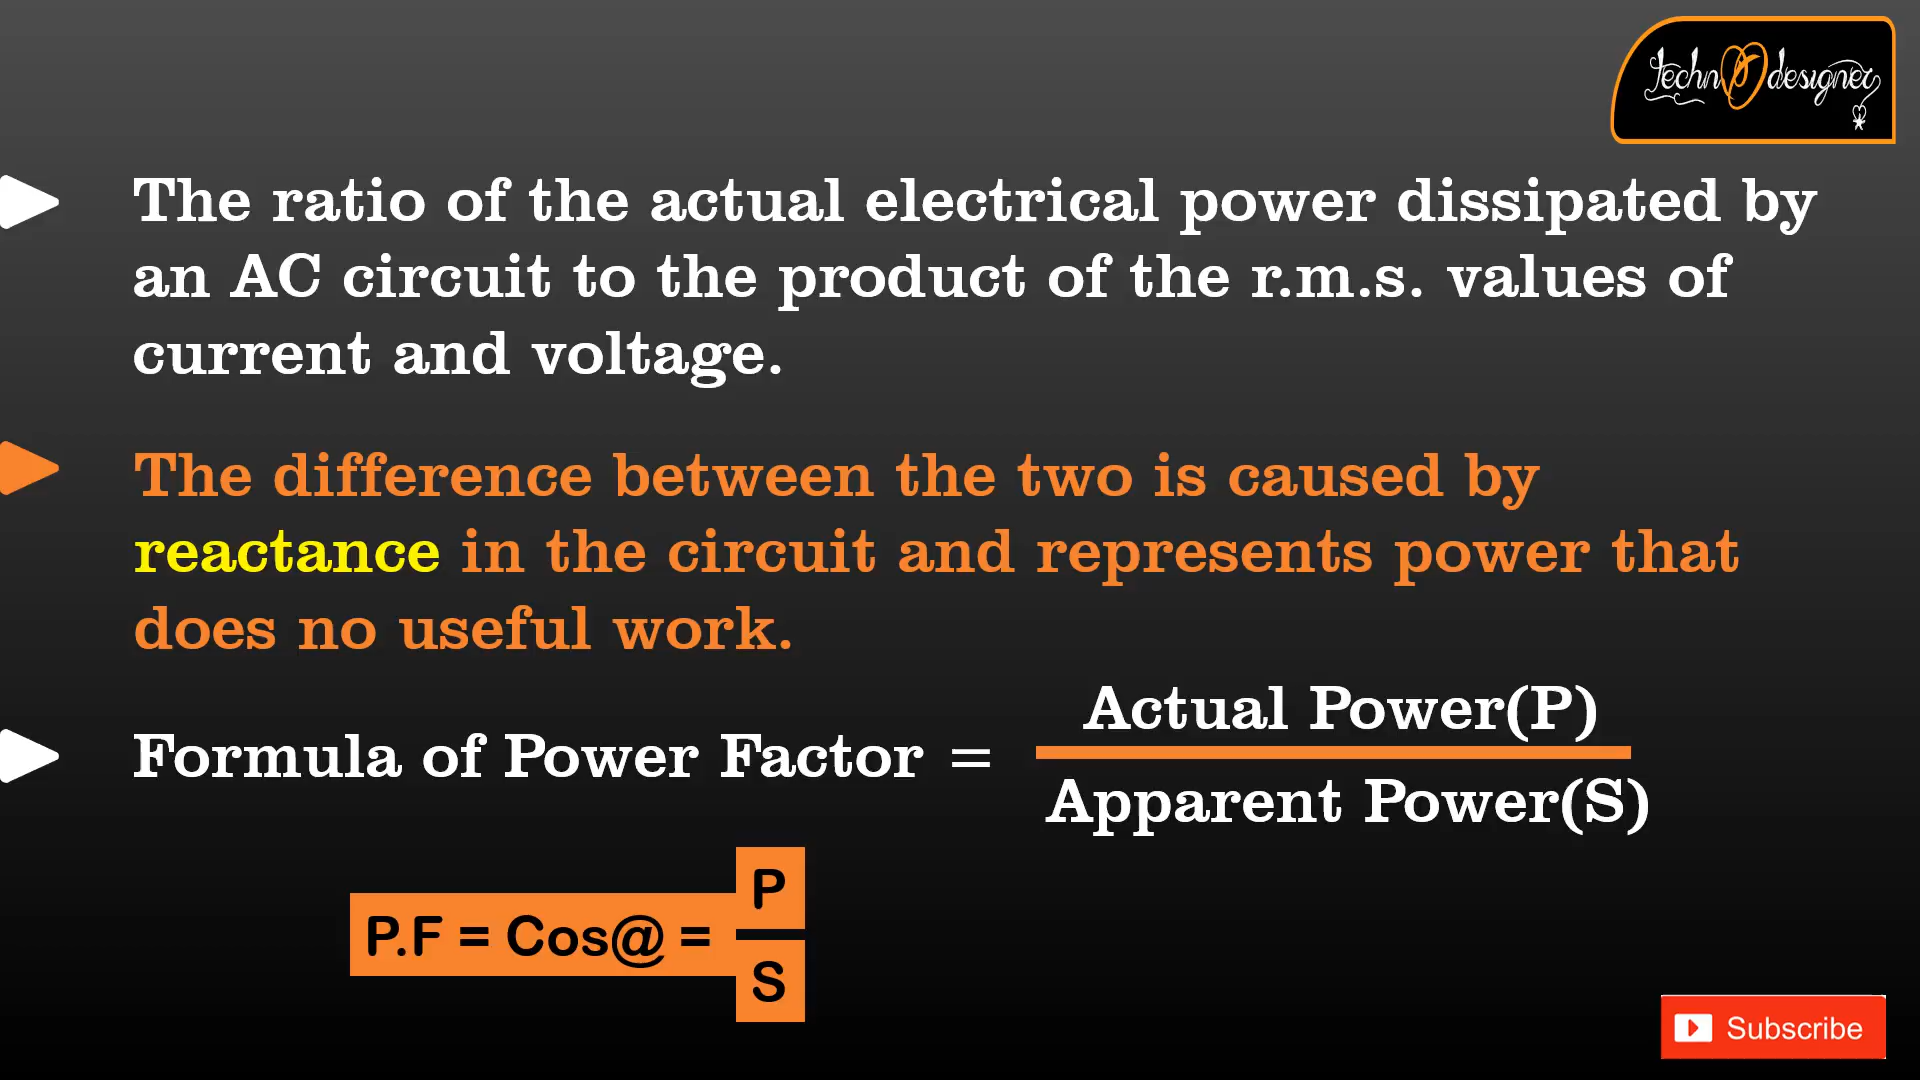 techn designer
The ratio of the actual electrical power dissipated by
an AC circuit to the product of the r.m.s. values of
current and voltage.
The difference between the two is caused by
reactance in the circuit and represents power that
does no useful work.
Formula of Power Factor =
Actual Power(P)
Apparent Power(S)
P.F = Cos@ =
P
S
Subscribe